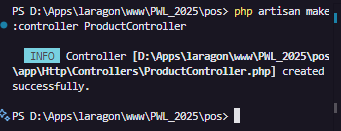 PS D:\Apps\laragon\www\PWL_2025\pos> php artisan make
:controller ProductController
INFO Controller [D:\Apps\laragon\www\PWL_2025\pos
\app\Http\Controllers\ProductController.php] created
successfully.
PS D:\Apps\laragon\www\PWL_2025\pos>